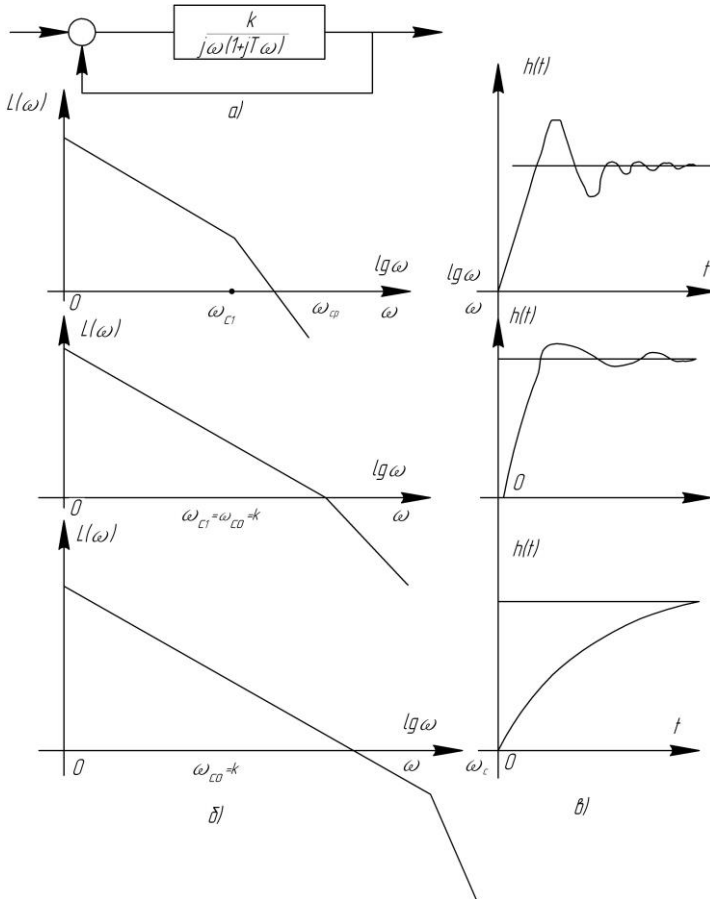 k
jω(1+jTω)
а)
L(ω)
h(t)
lgω
0
ω_C1
ω_ср
ω
lgω
ω
t
L(ω)
h(t)
lgω
0
ω_C1=ω_C0=k
ω
0
L(ω)
h(t)
lgω
t
0
ω_C0=k
ω
ω_c
0
б)
в)